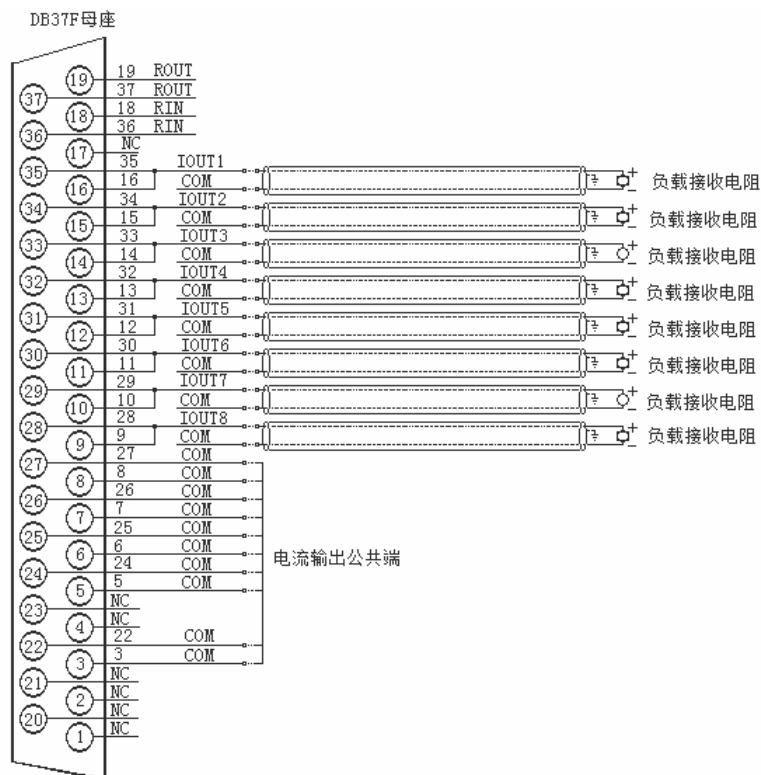 DB37F母座
19 19 ROUT
37 37 ROUT
18 18 RIN
36 36 RIN
17 NC
35 35 IOUT1
16 16 COM 负载接收电阻
34 34 IOUT2
15 15 COM 负载接收电阻
33 33 IOUT3
14 14 COM 负载接收电阻
32 32 IOUT4
13 13 COM 负载接收电阻
31 31 IOUT5
12 12 COM 负载接收电阻
30 30 IOUT6
11 11 COM 负载接收电阻
29 29 IOUT7
10 10 COM 负载接收电阻
28 28 IOUT8
9 9 COM 负载接收电阻
27 27 COM
8 8 COM
26 26 COM
7 7 COM
25 25 COM
6 6 COM 电流输出公共端
24 24 COM
5 5 COM
23 NC
4 NC
22 22 COM
3 3 COM
21 NC
2 NC
20 NC
1 NC